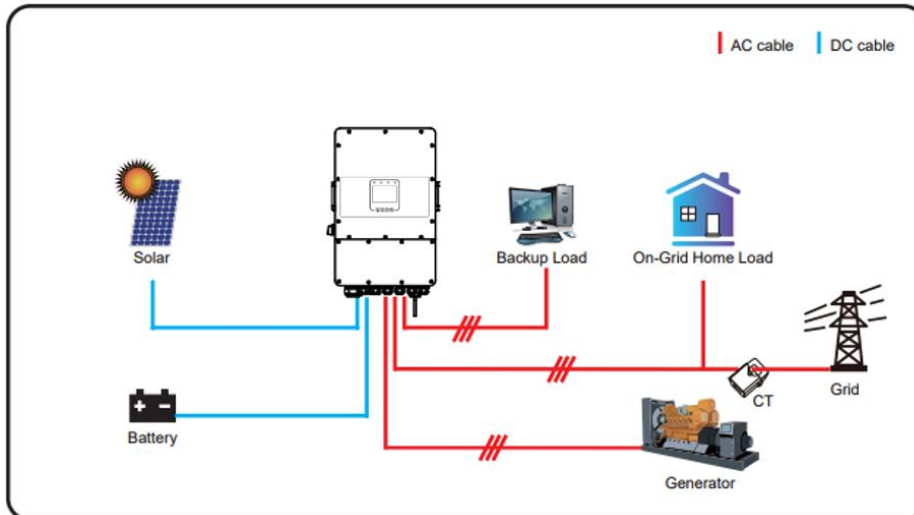 AC cable
DC cable
Solar
Backup Load
On-Grid Home Load
CT
Grid
Battery
Generator